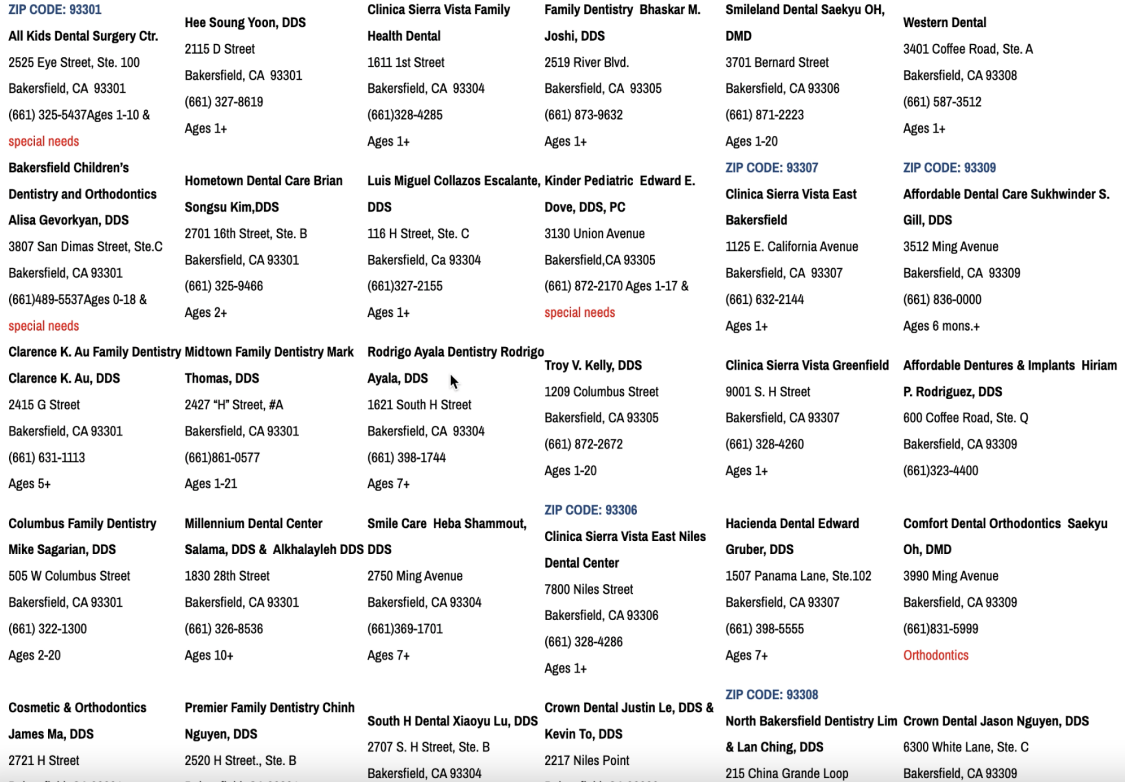 ZIP CODE: 93301
All Kids Dental Surgery Ctr.
2525 Eye Street, Ste. 100
Bakersfield, CA  93301
(661) 325-5437Ages 1-10 &
special needs
Bakersfield Children's
Dentistry and Orthodontics
Alisa Gevorkyan, DDS
3807 San Dimas Street, Ste.C
Bakersfield, CA 93301
(661)489-5537Ages 0-18 &
special needs
Clarence K. Au Family Dentistry
Clarence K. Au, DDS
2415 G Street
Bakersfield, CA 93301
(661) 631-1113
Ages 5+
Columbus Family Dentistry
Mike Sagarian, DDS
505 W Columbus Street
Bakersfield, CA 93301
(661) 322-1300
Ages 2-20
Cosmetic & Orthodontics
James Ma, DDS
2721 H Street
Hee Soung Yoon, DDS
2115 D Street
Bakersfield, CA  93301
(661) 327-8619
Ages 1+
Hometown Dental Care Brian
Songsu Kim,DDS
2701 16th Street, Ste. B
Bakersfield, CA 93301
(661) 325-9466
Ages 2+
Midtown Family Dentistry Mark
Thomas, DDS
2427 “H” Street, #A
Bakersfield, CA 93301
(661)861-0577
Ages 1-21
Millennium Dental Center
Salama, DDS &  Alkhalayleh DDS
1830 28th Street
Bakersfield, CA 93301
(661) 326-8536
Ages 10+
Premier Family Dentistry Chinh
Nguyen, DDS
2520 H Street., Ste. B
Clinica Sierra Vista Family
Health Dental
1611 1st Street
Bakersfield, CA  93304
(661)328-4285
Ages 1+
Luis Miguel Collazos Escalante,
DDS
116 H Street, Ste. C
Bakersfield, Ca 93304
(661)327-2155
Ages 1+
Rodrigo Ayala Dentistry Rodrigo
Ayala, DDS
1621 South H Street
Bakersfield, CA  93304
(661) 398-1744
Ages 7+
Smile Care  Heba Shammout,
DDS
2750 Ming Avenue
Bakersfield, CA 93304
(661)369-1701
Ages 7+
South H Dental Xiaoyu Lu, DDS
2707 S. H Street, Ste. B
Bakersfield, CA 93304
Family Dentistry  Bhaskar M.
Joshi, DDS
2519 River Blvd.
Bakersfield, CA  93305
(661) 873-9632
Ages 1+
Kinder Pediatric  Edward E.
Dove, DDS, PC
3130 Union Avenue
Bakersfield,CA 93305
(661) 872-2170 Ages 1-17 &
special needs
Troy V. Kelly, DDS
1209 Columbus Street
Bakersfield, CA 93305
(661) 872-2672
Ages 1-20
ZIP CODE: 93306
Clinica Sierra Vista East Niles
Dental Center
7800 Niles Street
Bakersfield, CA 93306
(661) 328-4286
Ages 1+
Crown Dental Justin Le, DDS &
Kevin To, DDS
2217 Niles Point
Smileland Dental Saekyu OH,
DMD
3701 Bernard Street
Bakersfield, CA 93306
(661) 871-2223
Ages 1-20
ZIP CODE: 93307
Clinica Sierra Vista East
Bakersfield
1125 E. California Avenue
Bakersfield, CA  93307
(661) 632-2144
Ages 1+
Clinica Sierra Vista Greenfield
9001 S. H Street
Bakersfield, CA 93307
(661) 328-4260
Ages 1+
Hacienda Dental Edward
Gruber, DDS
1507 Panama Lane, Ste.102
Bakersfield, CA 93307
(661) 398-5555
Ages 7+
ZIP CODE: 93308
North Bakersfield Dentistry Lim
& Lan Ching, DDS
215 China Grande Loop
Western Dental
3401 Coffee Road, Ste. A
Bakersfield, CA 93308
(661) 587-3512
Ages 1+
ZIP CODE: 93309
Affordable Dental Care Sukhwinder S.
Gill, DDS
3512 Ming Avenue
Bakersfield, CA  93309
(661) 836-0000
Ages 6 mons.+
Affordable Dentures & Implants  Hiriam
P. Rodriguez, DDS
600 Coffee Road, Ste. Q
Bakersfield, CA 93309
(661)323-4400
Comfort Dental Orthodontics  Saekyu
Oh, DMD
3990 Ming Avenue
Bakersfield, CA 93309
(661)831-5999
Orthodontics
Crown Dental Jason Nguyen, DDS
6300 White Lane, Ste. C
Bakersfield, CA 93309